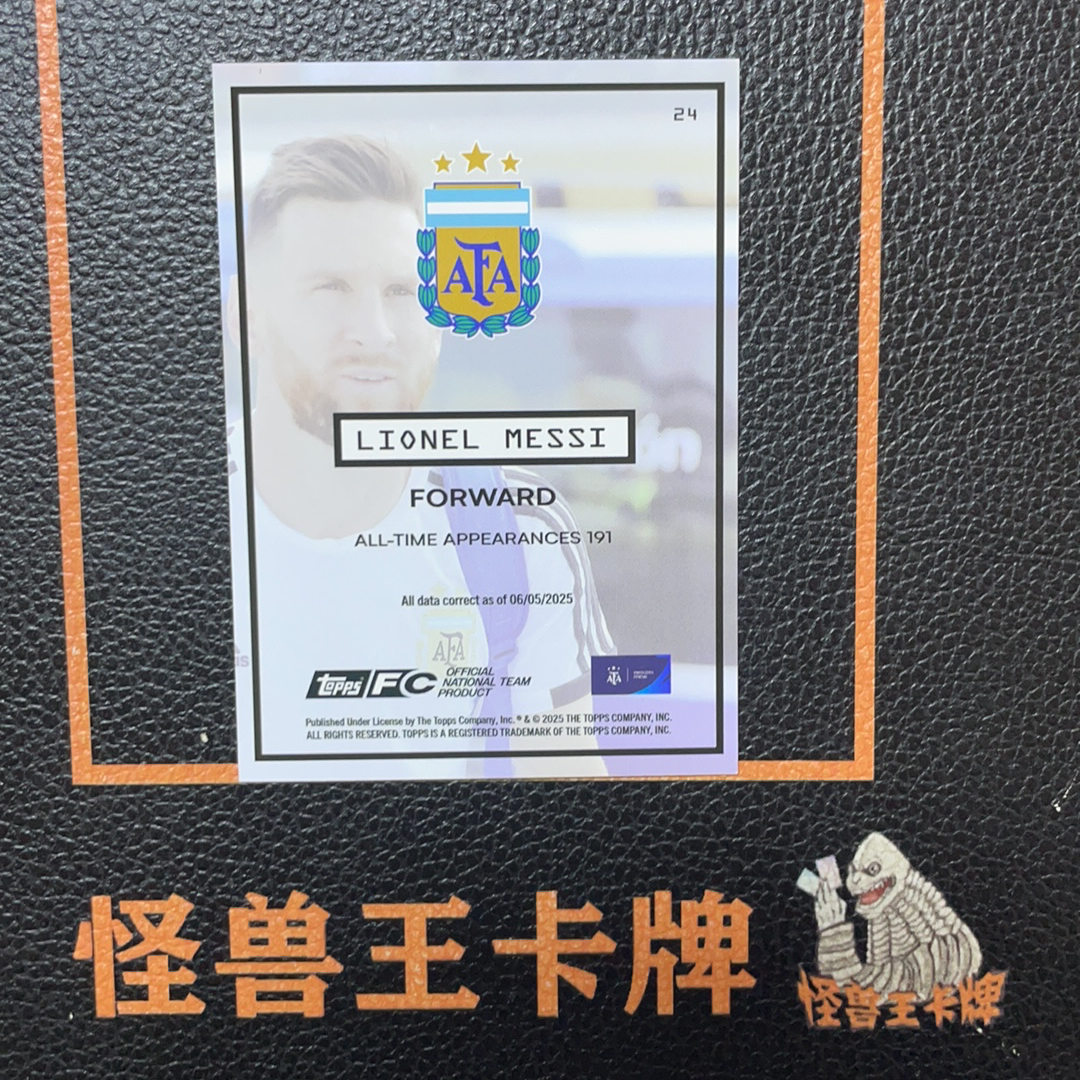 24
AFA
LIONEL MESSI
FORWARD
ALL-TIME APPEARANCES 191
All data correct as of 06/05/2025
AFA
Topps FC
OFFICIAL
NATIONAL TEAM
PRODUCT
AFA
Published Under License by The Topps Company, Inc.® & © 2025 THE TOPPS COMPANY, INC.
ALL RIGHTS RESERVED. TOPPS IS A REGISTERED TRADEMARK OF THE TOPPS COMPANY, INC.
怪兽王卡牌
怪兽王卡牌